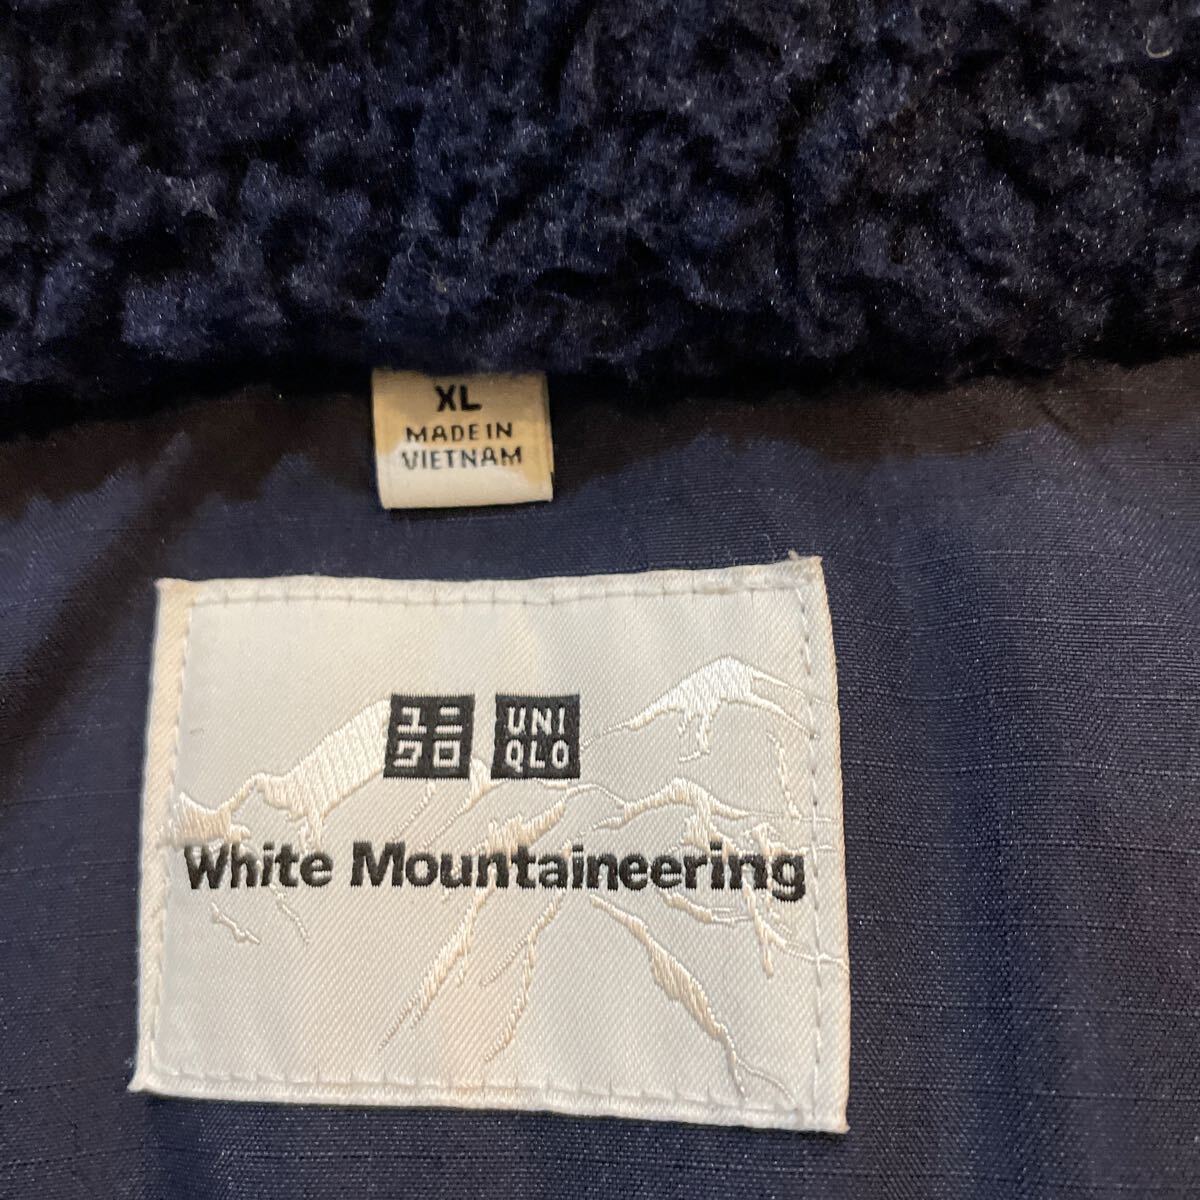 XL
MADE IN
VIETNAM
ユニ
クロ
UNI
QLO
White Mountaineering